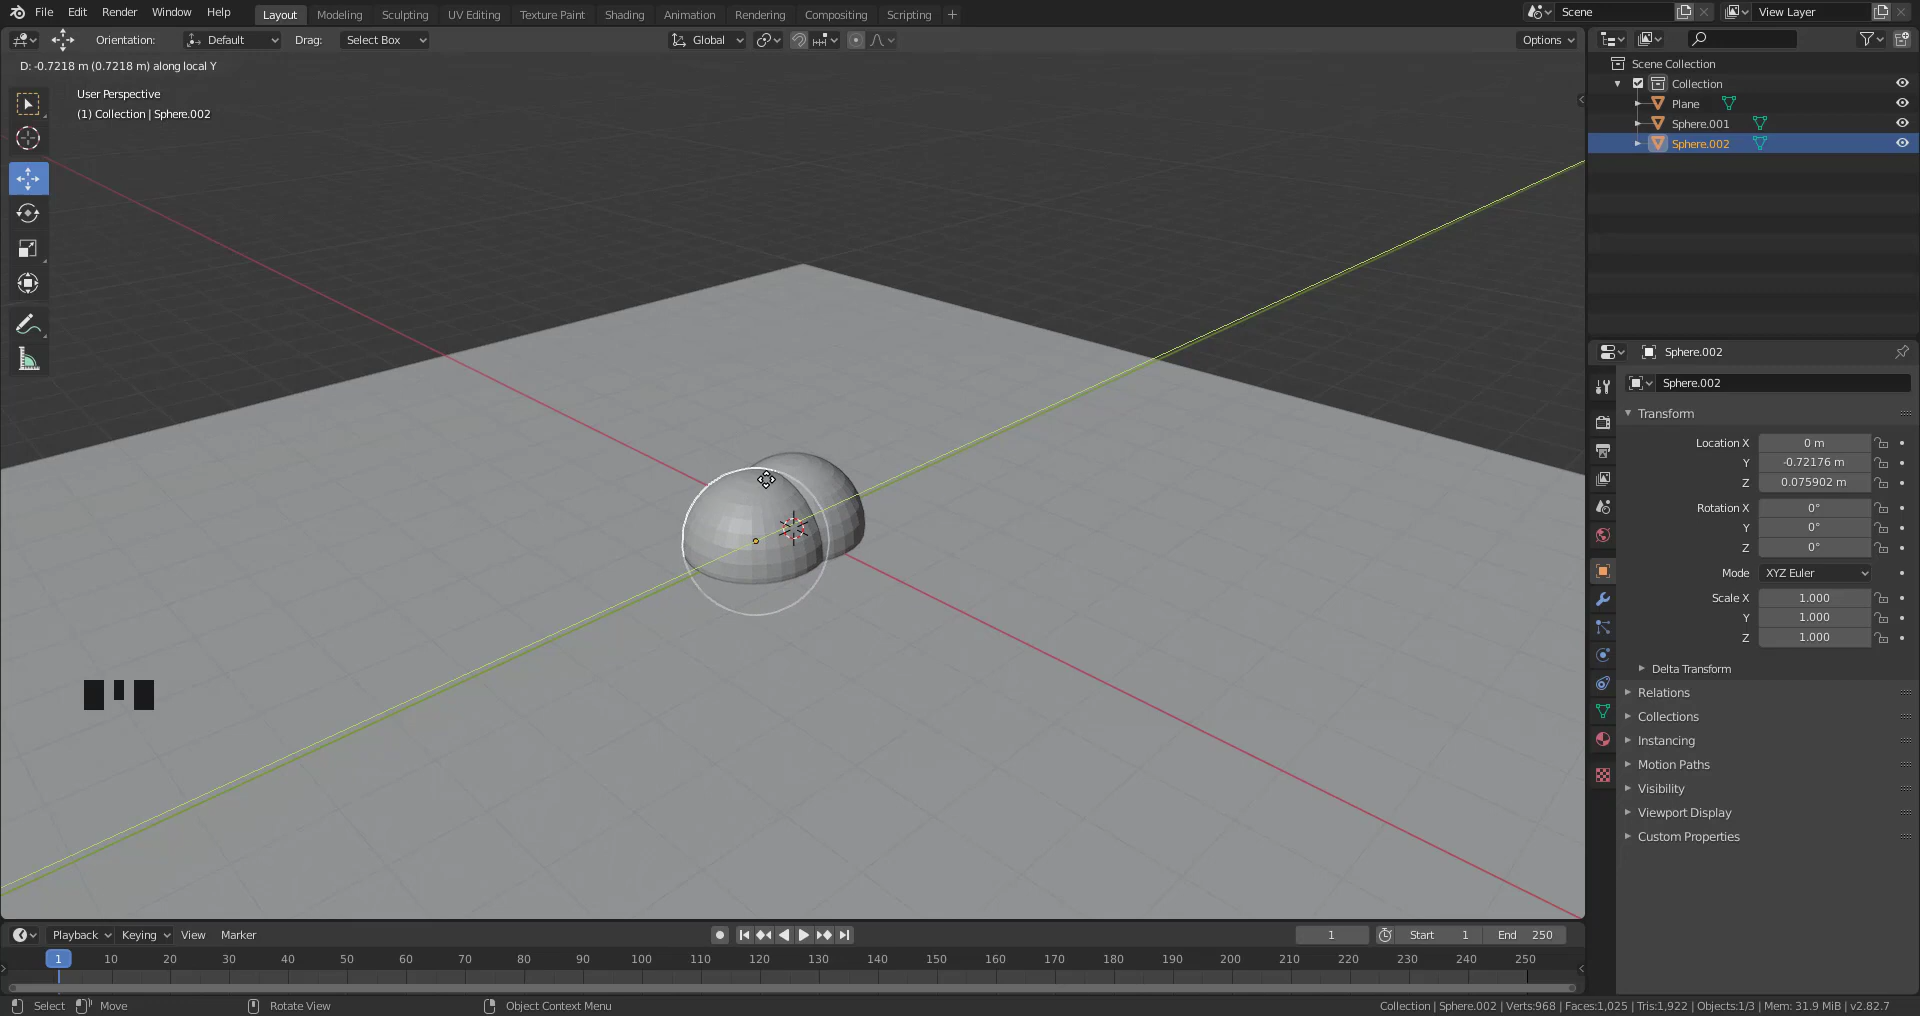 File Edit Render Window Help Layout Modeling Sculpting UV Editing Texture Paint Shading Animation Rendering Compositing Scripting + Scene View Layer
Orientation: Default Drag: Select Box Global Options
D: -0.7218 m (0.7218 m) along local Y
User Perspective
(1) Collection | Sphere.002
Scene Collection
Collection
Plane
Sphere.001
Sphere.002
Sphere.002
Sphere.002
Transform
Location X 0 m
Y -0.72176 m
Z 0.075902 m
Rotation X 0°
Y 0°
Z 0°
Mode XYZ Euler
Scale X 1.000
Y 1.000
Z 1.000
Delta Transform
Relations
Collections
Instancing
Motion Paths
Visibility
Viewport Display
Custom Properties
Playback Keying View Marker 1 Start 1 End 250
1 10 20 30 40 50 60 70 80 90 100 110 120 130 140 150 160 170 180 190 200 210 220 230 240 250
Select Move Rotate View Object Context Menu Collection | Sphere.002 | Verts:968 | Faces:1,025 | Tris:1,922 | Objects:1/3 | Mem: 31.9 MiB | v2.82.7